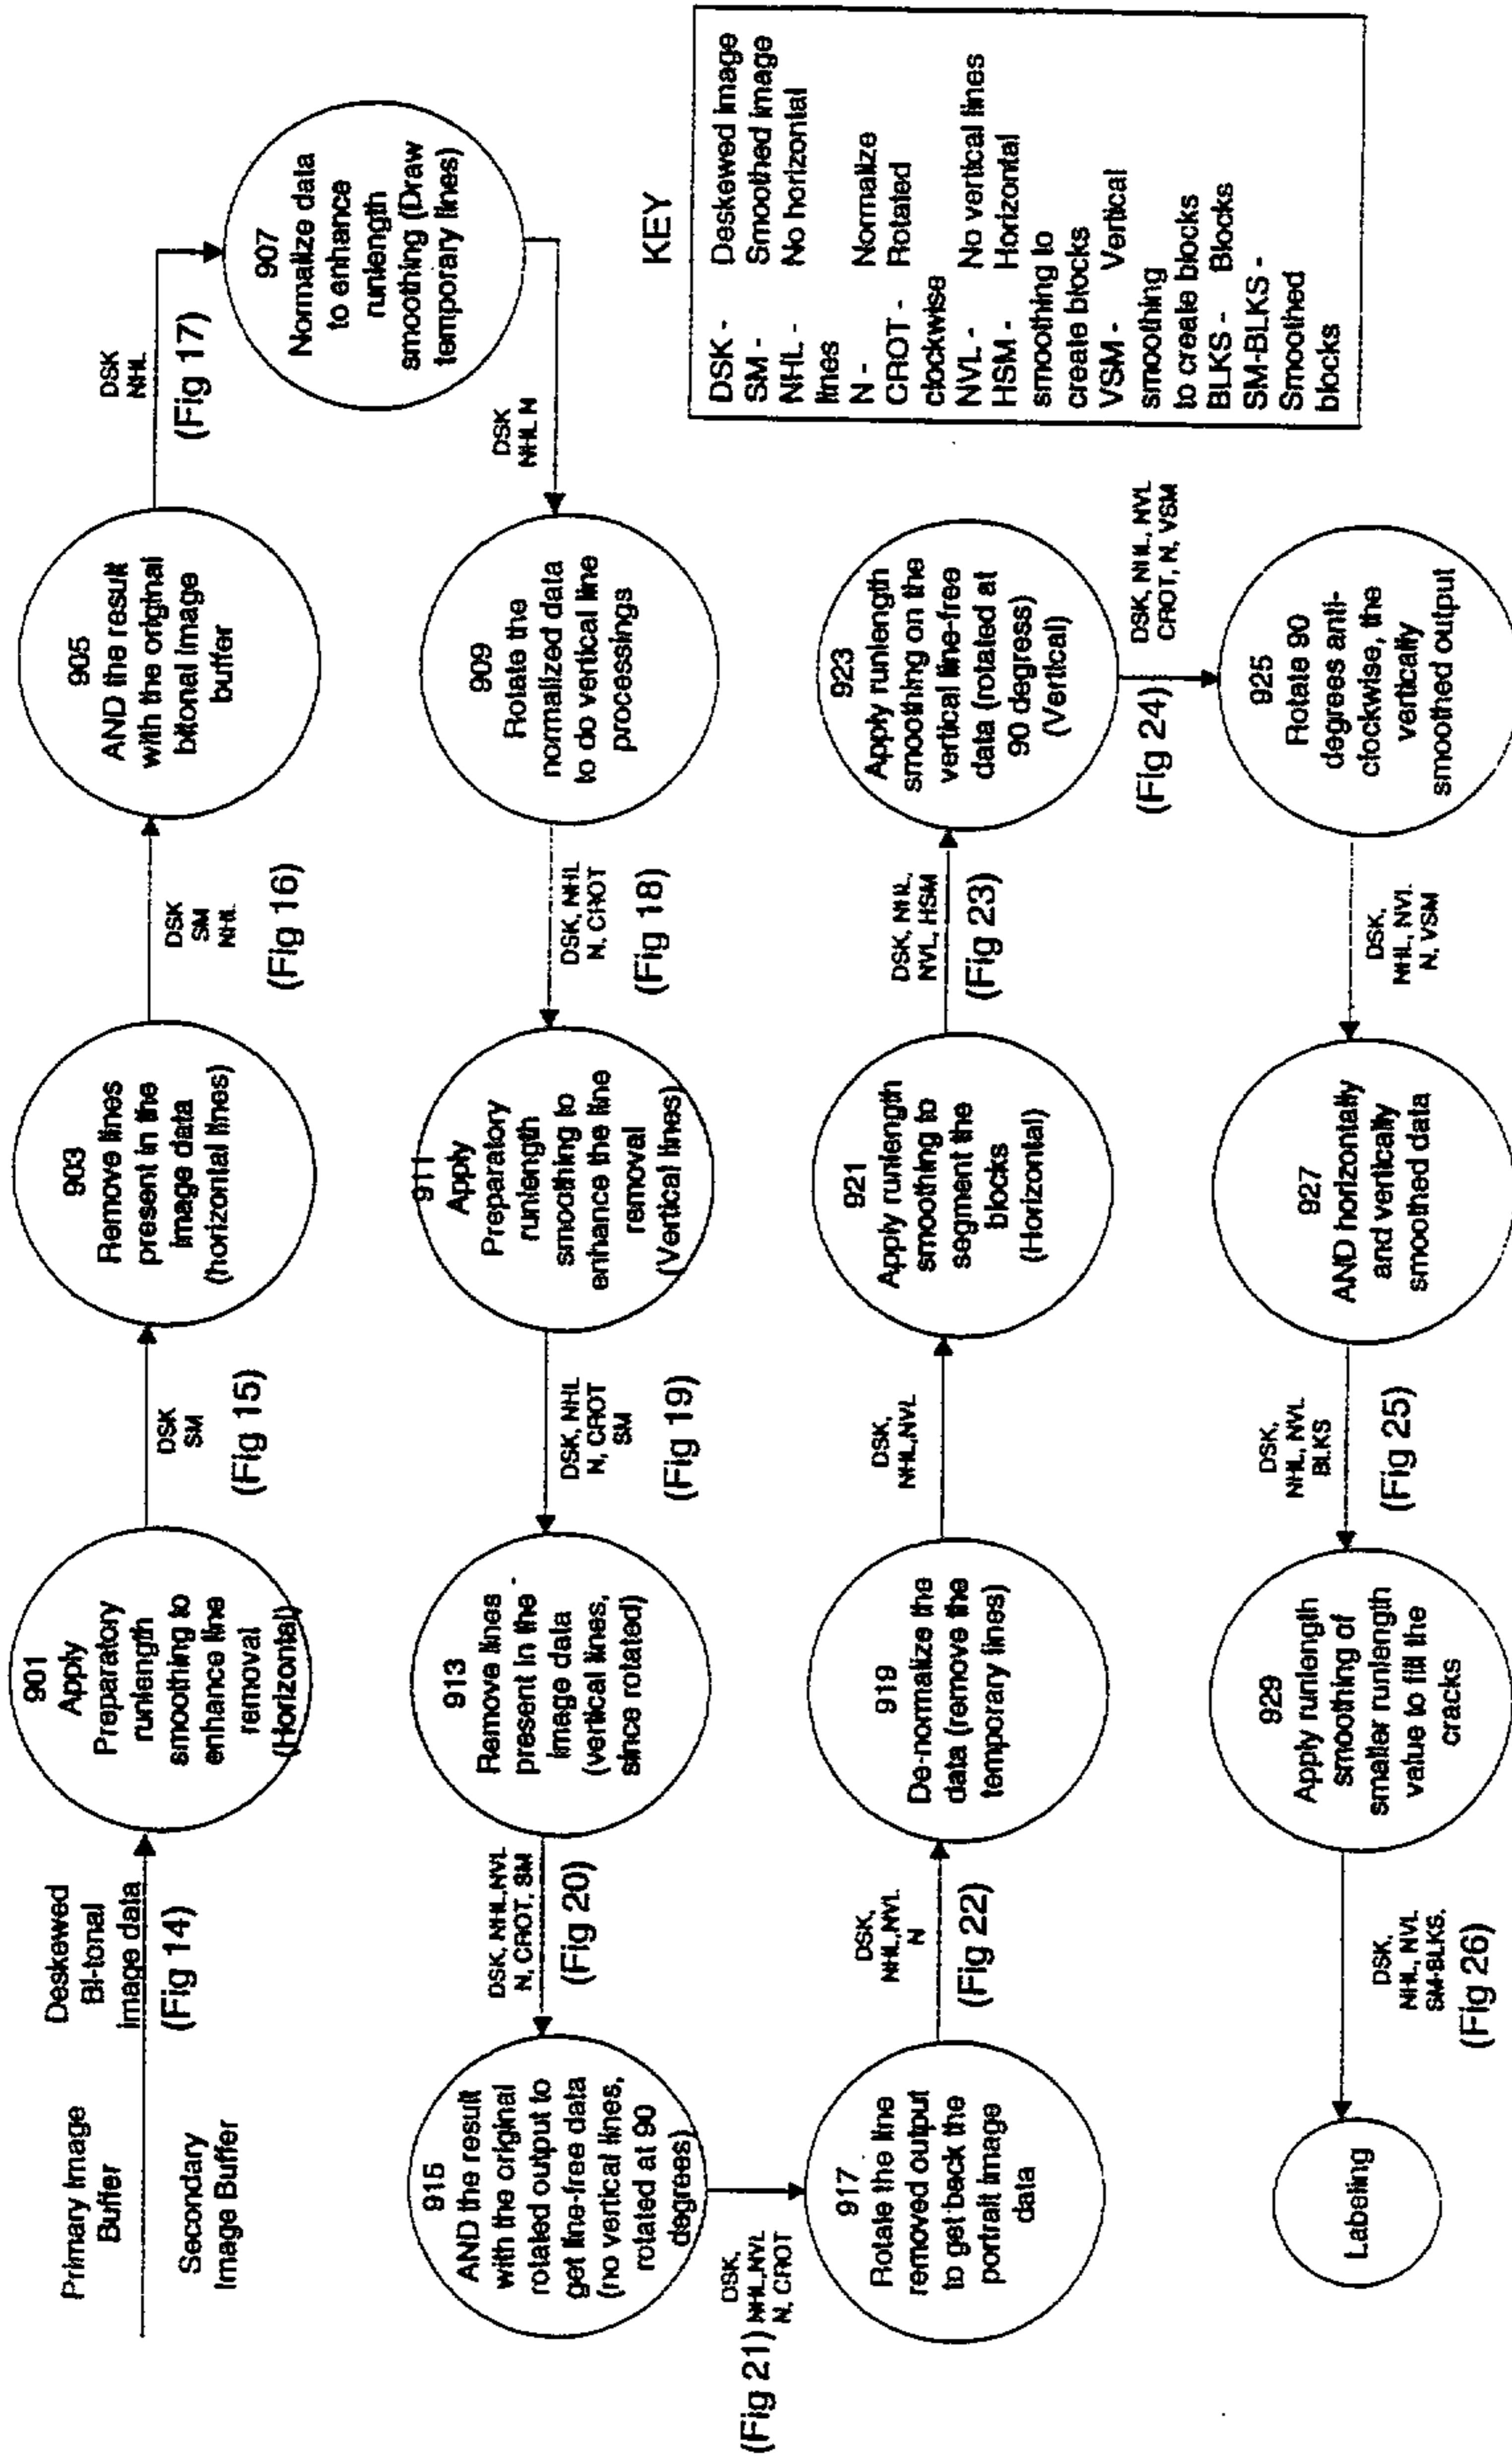 Primary Image
Buffer
Secondary
Image Buffer
Deskewed
Bi-tonal
image data
(Fig 14)
901
Apply
Preparatory
runlength
smoothing to
enhance line
removal
(Horizontal)
DSK
SM
(Fig 15)
903
Remove lines
present in the
image data
(horizontal lines)
DSK
SM
NHL
(Fig 16)
905
AND the result
with the original
bitonal image
buffer
DSK
NHL
(Fig 17)
907
Normalize data
to enhance
runlength
smoothing (Draw
temporary lines)
DSK
NHL N
909
Rotate the
normalized data
to do vertical line
processings
DSK, NHL
N, CROT
(Fig 18)
911
Apply
Preparatory
runlength
smoothing to
enhance the line
removal
(Vertical lines)
DSK, NHL
N, CROT
SM
(Fig 19)
913
Remove lines
present in the
image data
(vertical lines,
since rotated)
DSK, NHL,NVL
N, CROT, SM
(Fig 20)
915
AND the result
with the original
rotated output to
get line-free data
(no vertical lines,
rotated at 90
degrees)
DSK,
NHL,NVL
N, CROT
(Fig 21)
917
Rotate the line
removed output
to get back the
portrait image
data
DSK,
NHL,NVL
N
(Fig 22)
919
De-normalize the
data (remove the
temporary lines)
DSK,
NHL,NVL
921
Apply runlength
smoothing to
segment the
blocks
(Horizontal)
DSK, NHL,
NVL, HSM
(Fig 23)
923
Apply runlength
smoothing on the
vertical line-free
data (rotated at
90 degree)
(Vertical)
DSK, NHL, NVL
CROT, N, VSM
(Fig 24)
925
Rotate 90
degrees anti-
clockwise, the
vertically
smoothed output
DSK,
NHL, NVL
N, VSM
927
AND horizontally
and vertically
smoothed data
DSK,
NHL, NVL
BLKS
(Fig 25)
929
Apply runlength
smoothing of
smaller runlength
value to fill the
cracks
DSK,
NHL, NVL
SM-BLKS,
(Fig 26)
Labeling
KEY
DSK - Deskewed image
SM - Smoothed image
NHL - No horizontal
lines
N - Normalize
CROT - Rotated
clockwise
NVL - No vertical lines
HSM - Horizontal
smoothing to
create blocks
VSM - Vertical
smoothing
to create blocks
BLKS - Blocks
SM-BLKS -
Smoothed
blocks